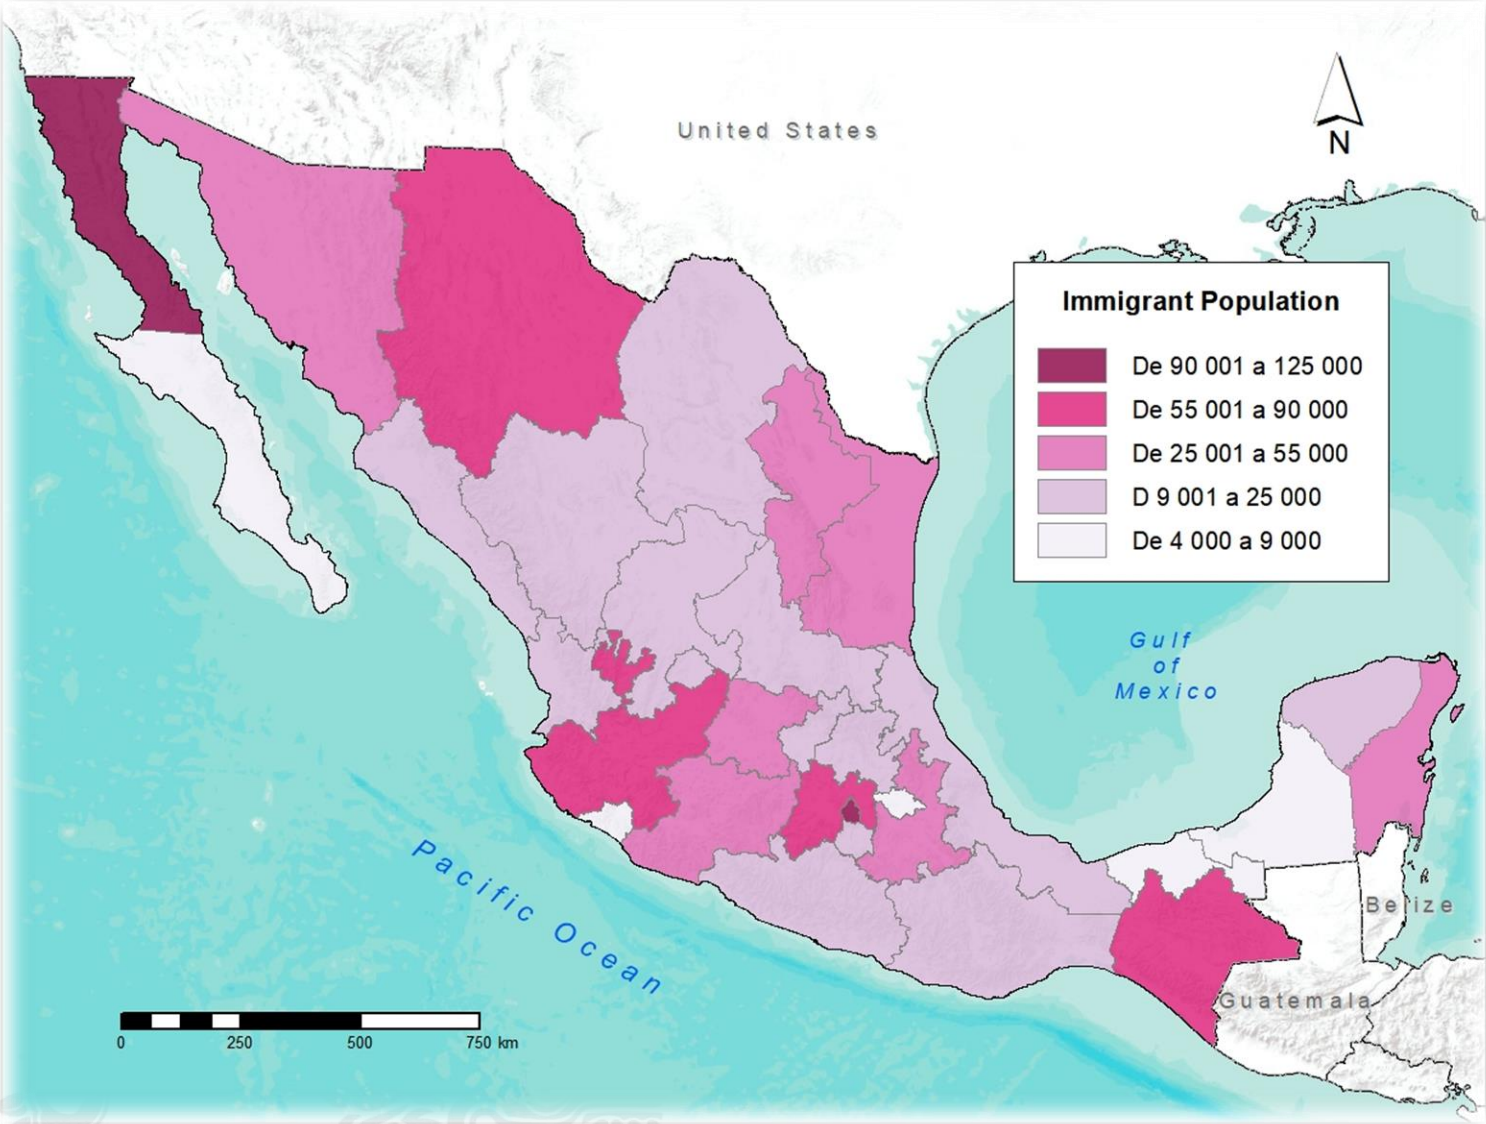 United States
N
Immigrant Population
De 90 001 a 125 000
De 55 001 a 90 000
De 25 001 a 55 000
D 9 001 a 25 000
De 4 000 a 9 000
Gulf
of
Mexico
Pacific Ocean
Belize
Guatemala
0 250 500 750 km